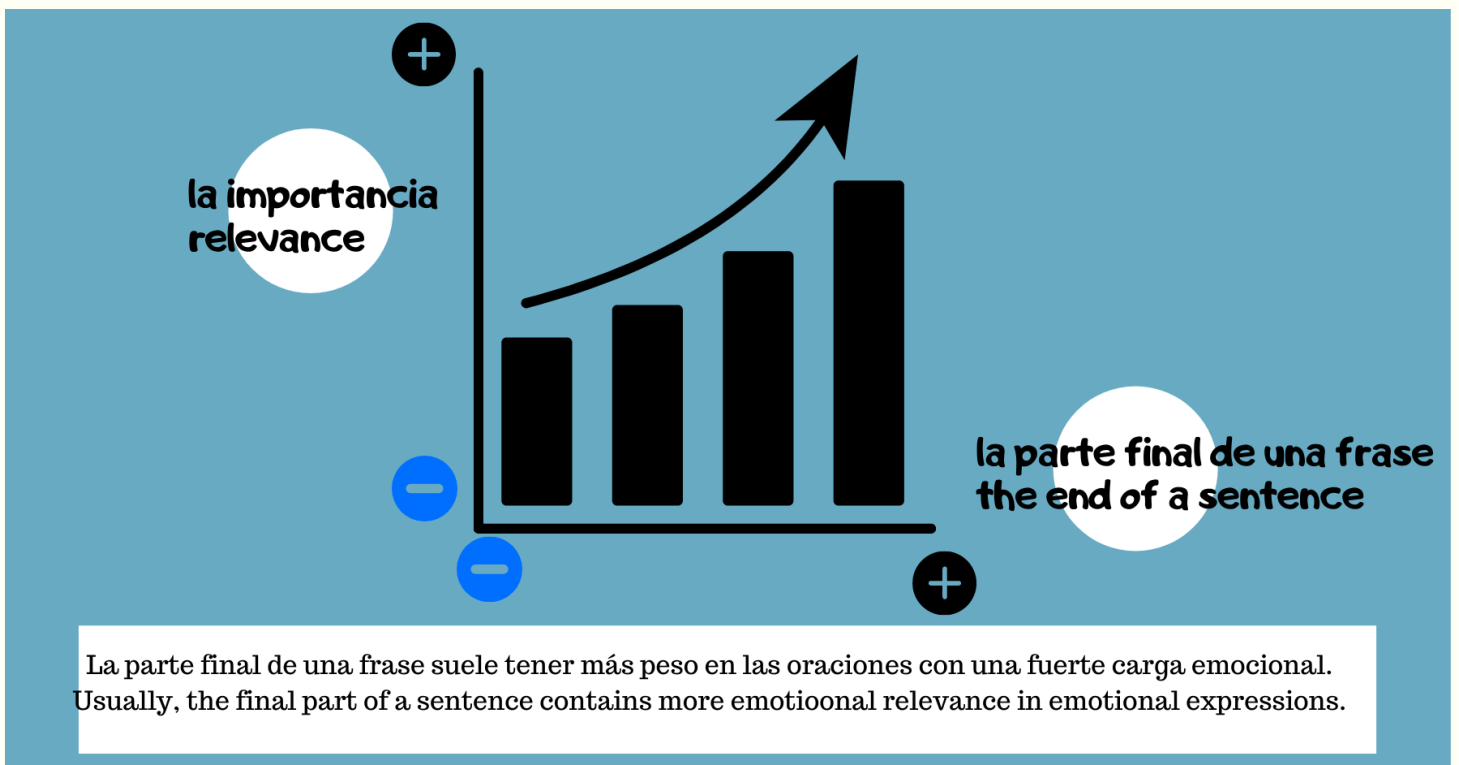 la importancia
relevance
la parte final de una frase
the end of a sentence
La parte final de una frase suele tener más peso en las oraciones con una fuerte carga emocional.
Usually, the final part of a sentence contains more emotioonal relevance in emotional expressions.